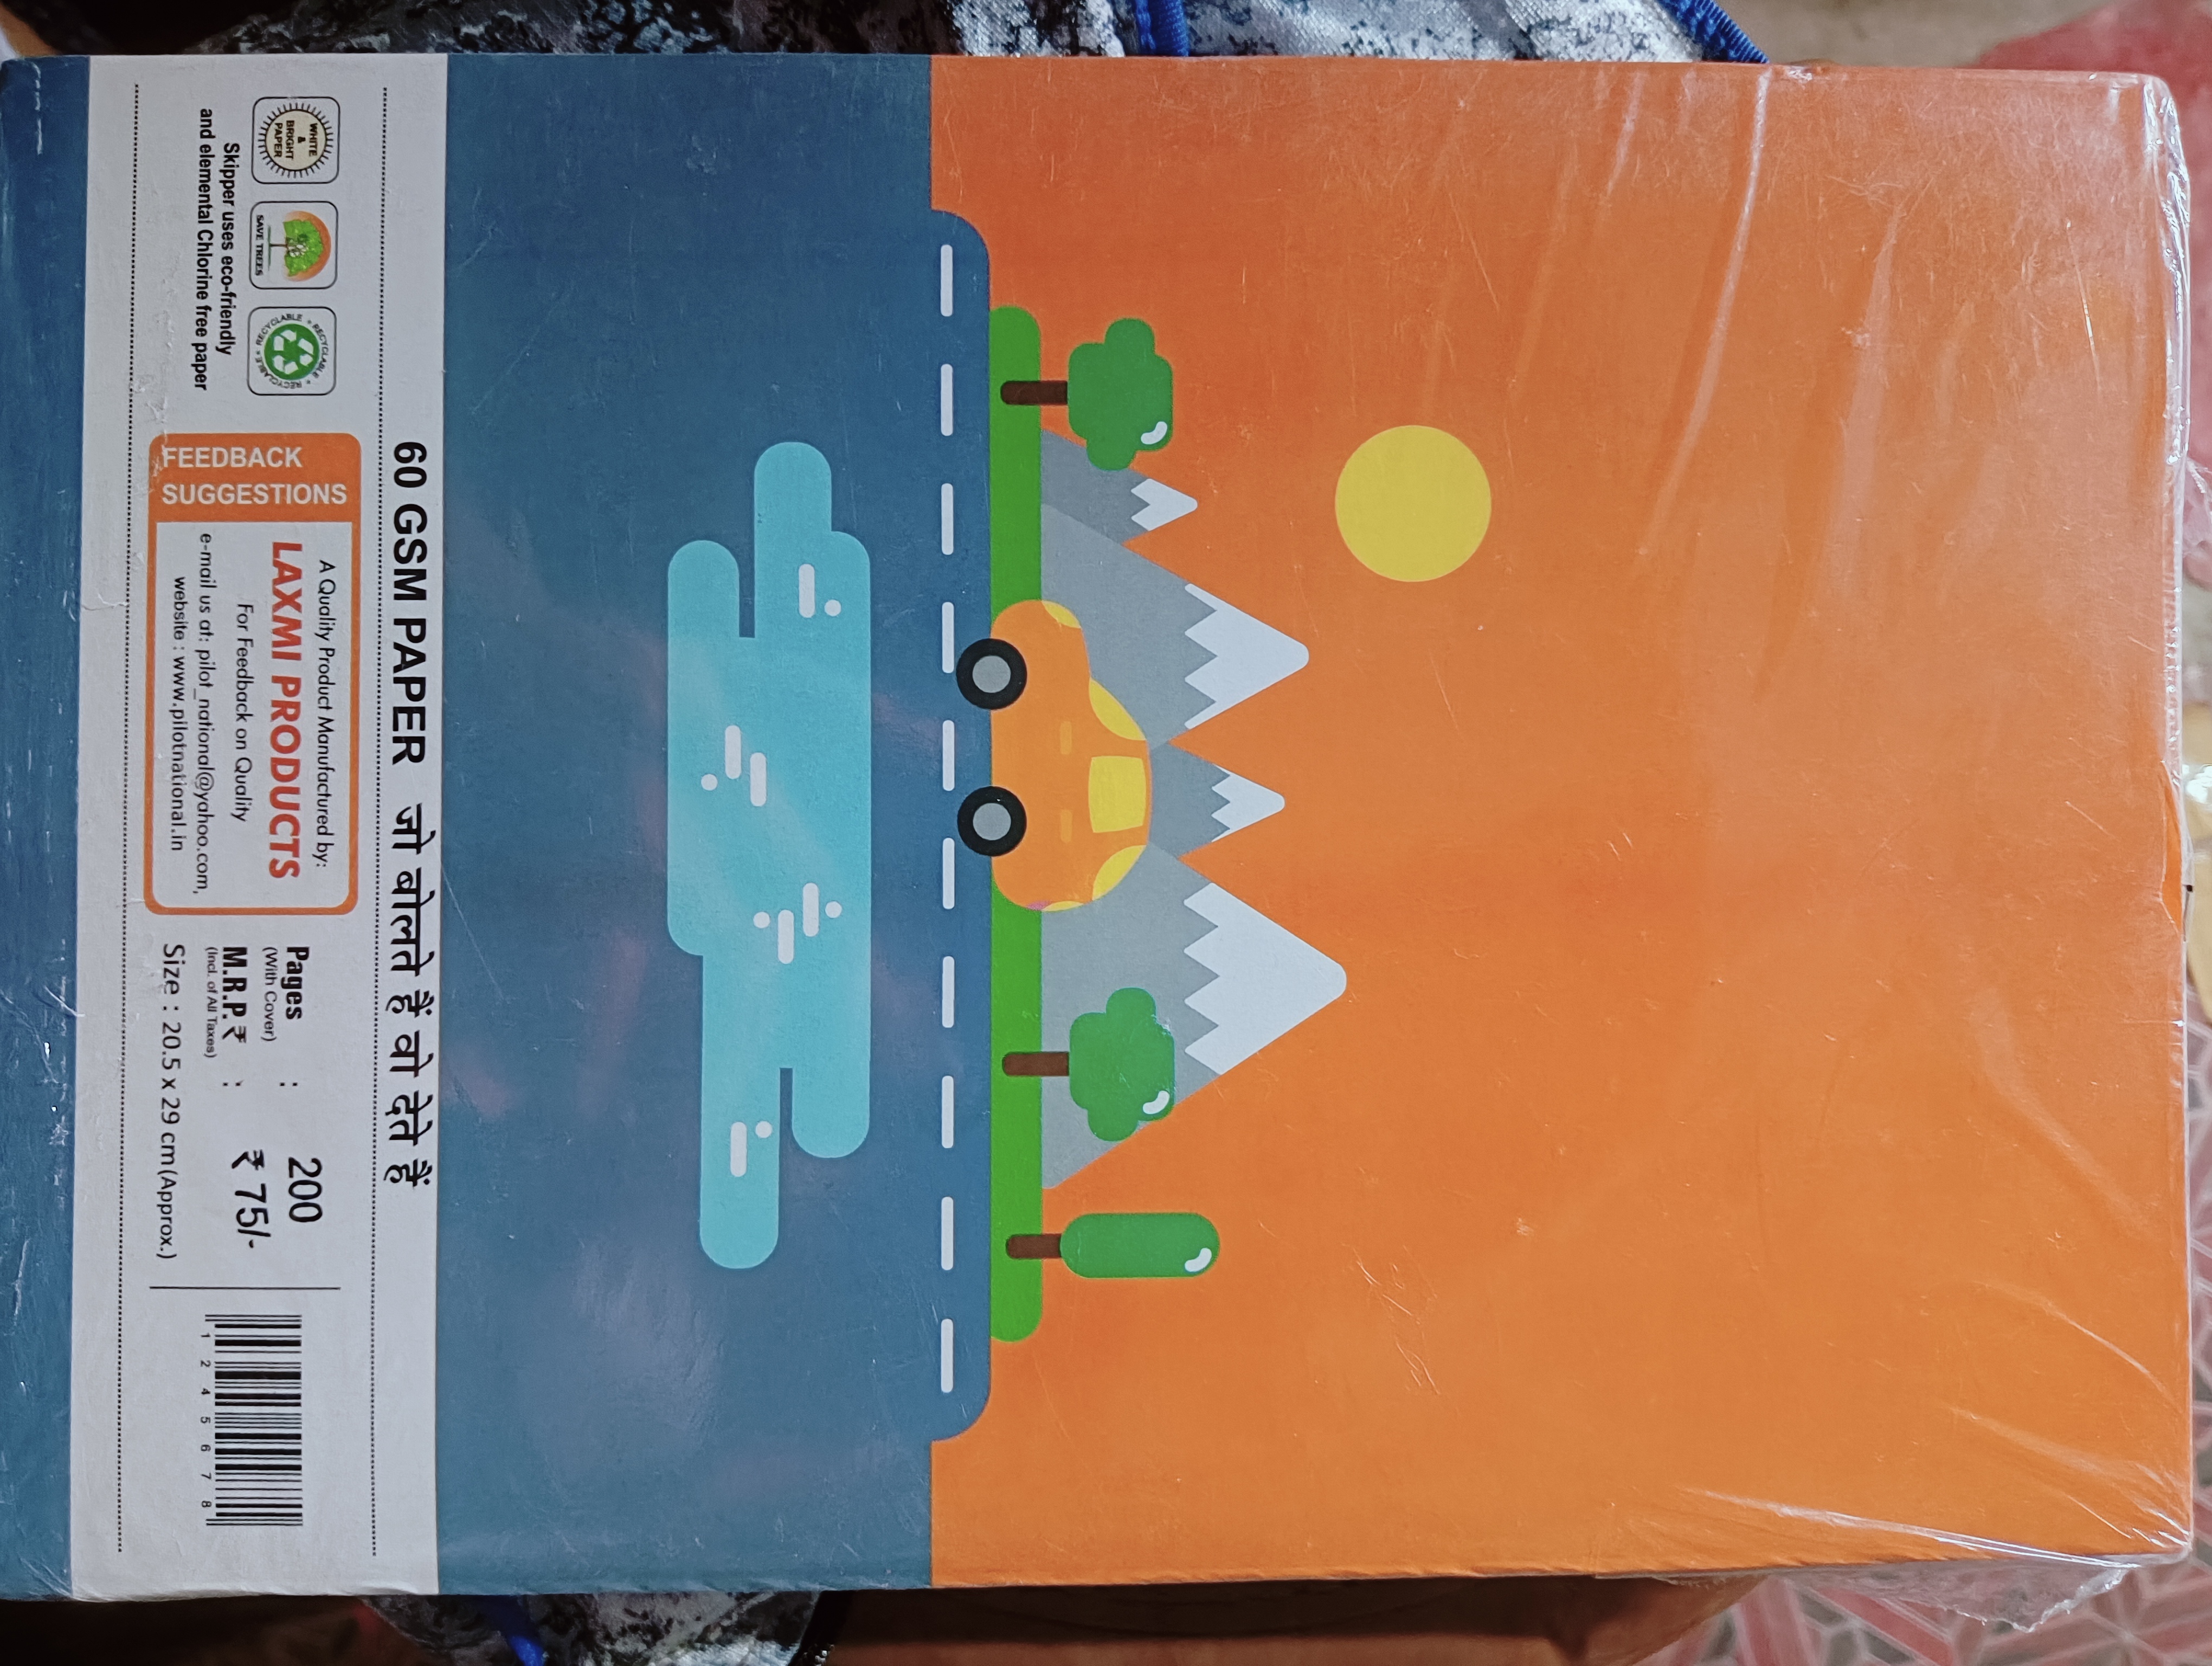 60 GSM PAPER जो बोलते हैं वो देते हैं
WHITE
&
BRIGHT
PAPER
SAVE TREES
RECYCLABLE • RECYCLABLE • RECYCLABLE •
Skipper uses eco-friendly
and elemental Chlorine free paper
FEEDBACK
SUGGESTIONS
A Quality Product Manufactured by:
LAXMI PRODUCTS
For Feedback on Quality
e-mail us at: pilot_national@yahoo.com,
website : www.pilotnational.in
Pages : 200
(With Cover)
M.R.P.₹ : ₹ 75/-
(Incl. of All Taxes)
Size : 20.5 x 29 cm(Approx.)
1 2 4 5 6 7 8